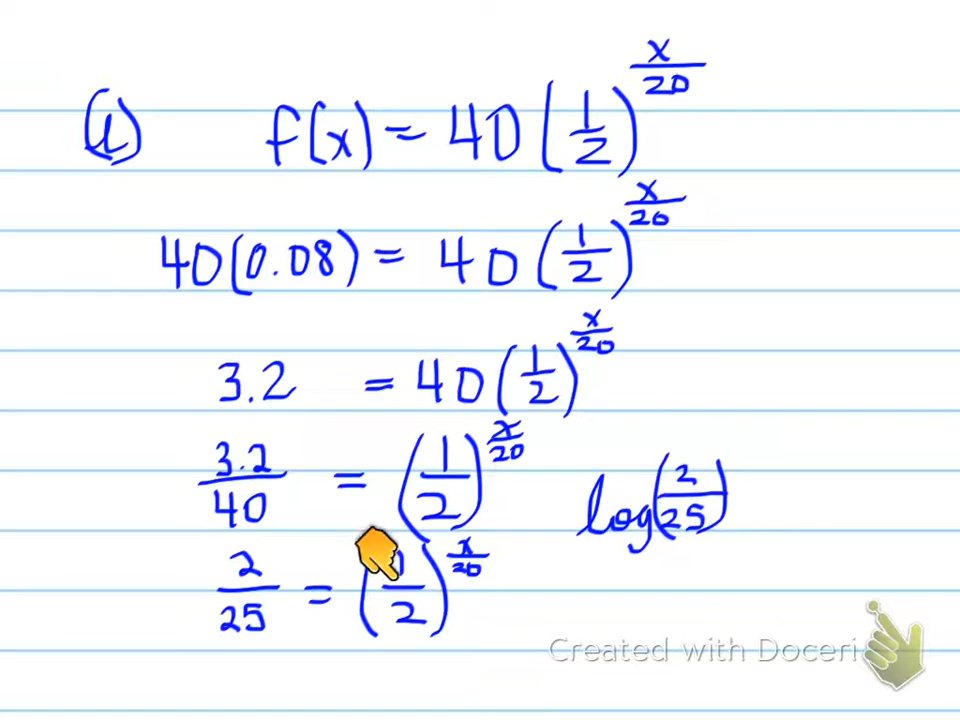 (i) f(x) = 40(1/2)^(x/20)
40(0.08) = 40(1/2)^(x/20)
3.2 = 40(1/2)^(x/20)
3.2/40 = (1/2)^(x/20)
log(2/25)
2/25 = (1/2)^(x/20)
Created with Doceri